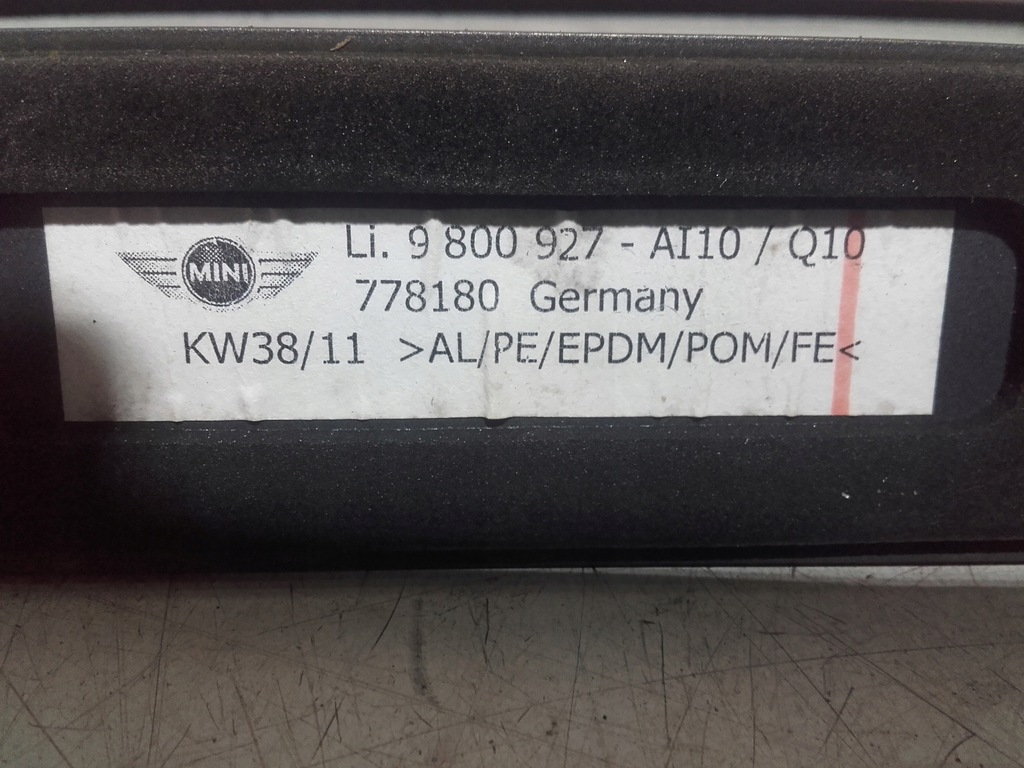 MINI
Li. 9 800 927 - AI10 / Q10
778180 Germany
KW38/11 >AL/PE/EPDM/POM/FE<